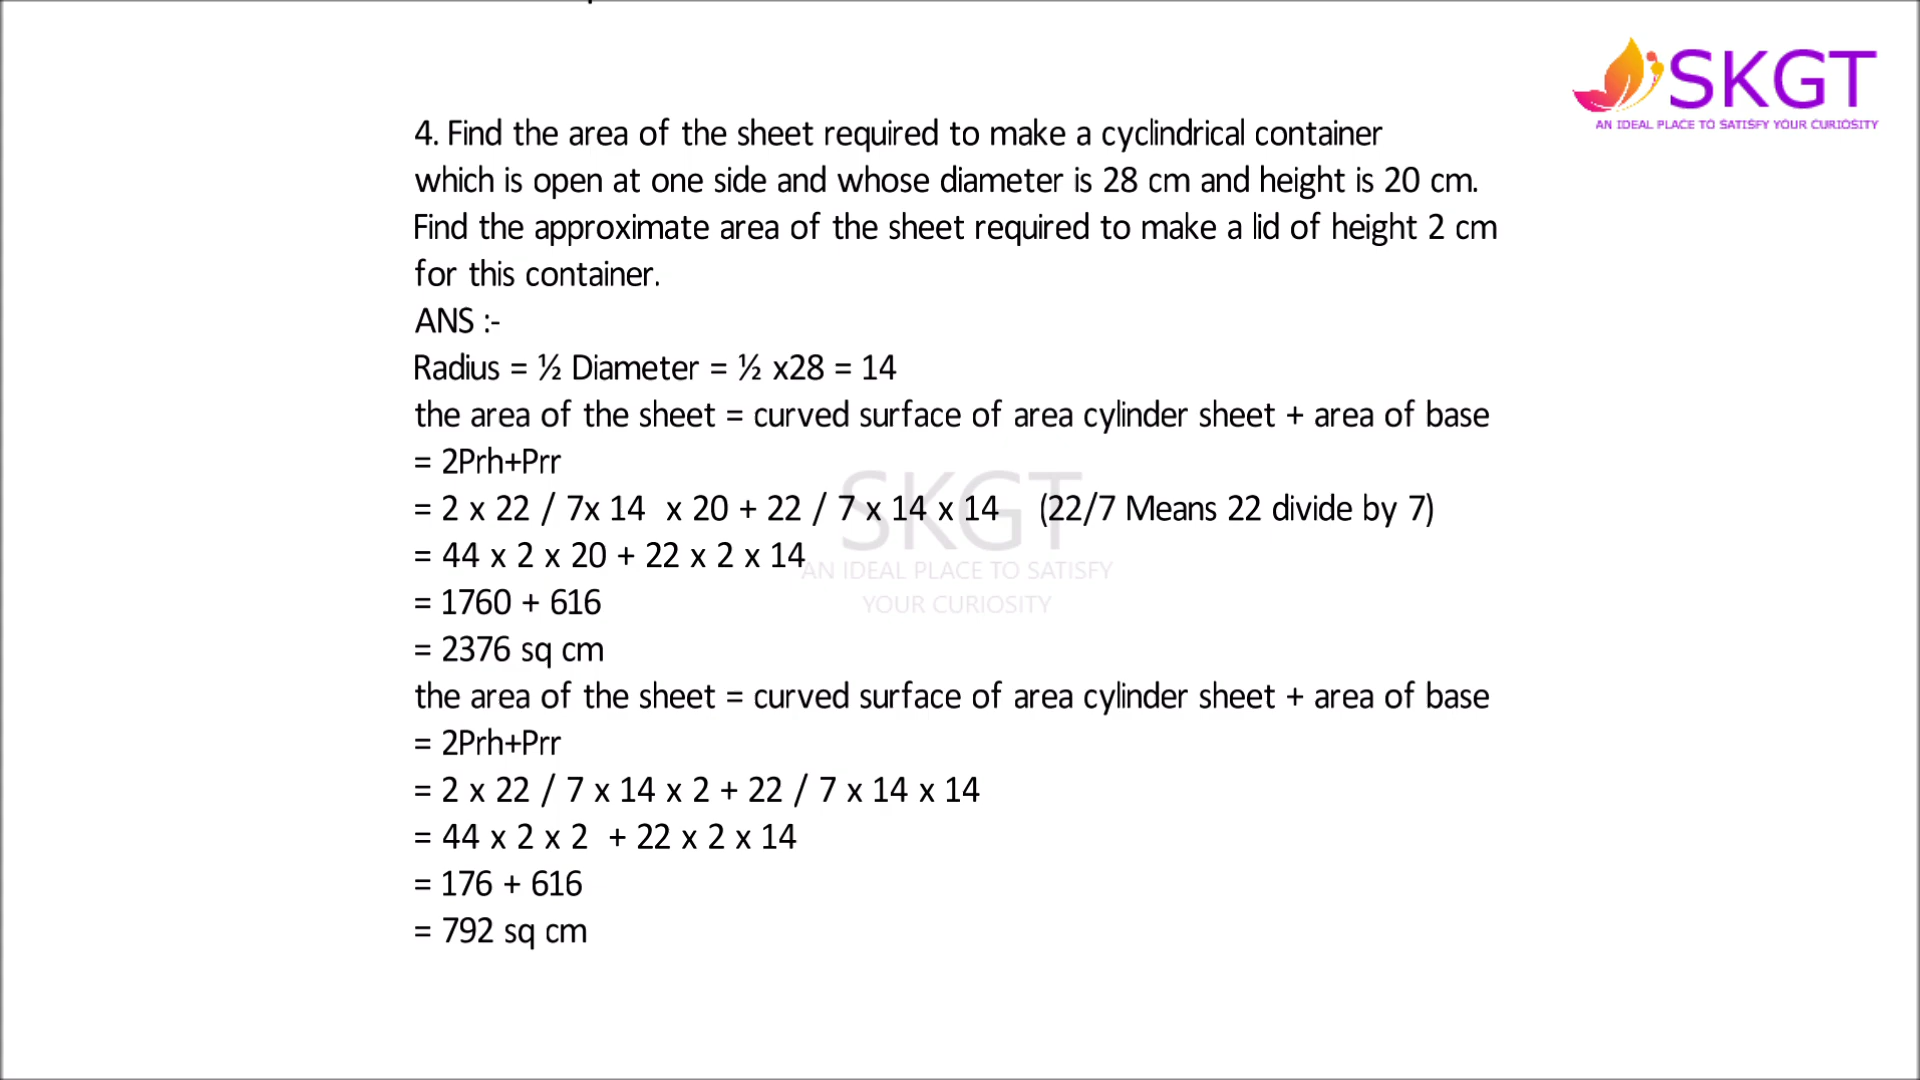 SKGT
AN IDEAL PLACE TO SATISFY YOUR CURIOSITY
4. Find the area of the sheet required to make a cyclindrical container
which is open at one side and whose diameter is 28 cm and height is 20 cm.
Find the approximate area of the sheet required to make a lid of height 2 cm
for this container.
ANS :-
Radius = ½ Diameter = ½ x28 = 14
the area of the sheet = curved surface of area cylinder sheet + area of base
= 2Prh+Prr
= 2 x 22 / 7x 14 x 20 + 22 / 7 x 14 x 14 (22/7 Means 22 divide by 7)
= 44 x 2 x 20 + 22 x 2 x 14
= 1760 + 616
= 2376 sq cm
the area of the sheet = curved surface of area cylinder sheet + area of base
= 2Prh+Prr
= 2 x 22 / 7 x 14 x 2 + 22 / 7 x 14 x 14
= 44 x 2 x 2 + 22 x 2 x 14
= 176 + 616
= 792 sq cm
SKGT
AN IDEAL PLACE TO SATISFY
YOUR CURIOSITY